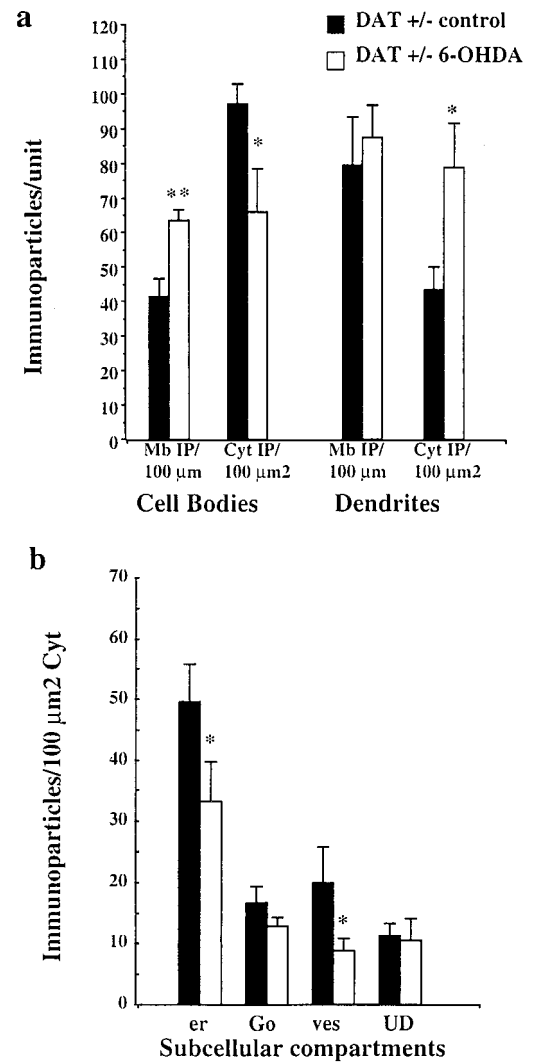 a
DAT +/- control
DAT +/- 6-OHDA
Immunoparticles/unit
120
110
100
90
80
70
60
50
40
30
20
10
0
**
*
*
Mb IP/ 100 µm
Cyt IP/ 100 µm2
Mb IP/ 100 µm
Cyt IP/ 100 µm2
Cell Bodies
Dendrites
b
Immunoparticles/100 µm2 Cyt
70
60
50
40
30
20
10
0
*
*
er
Go
ves
UD
Subcellular compartments